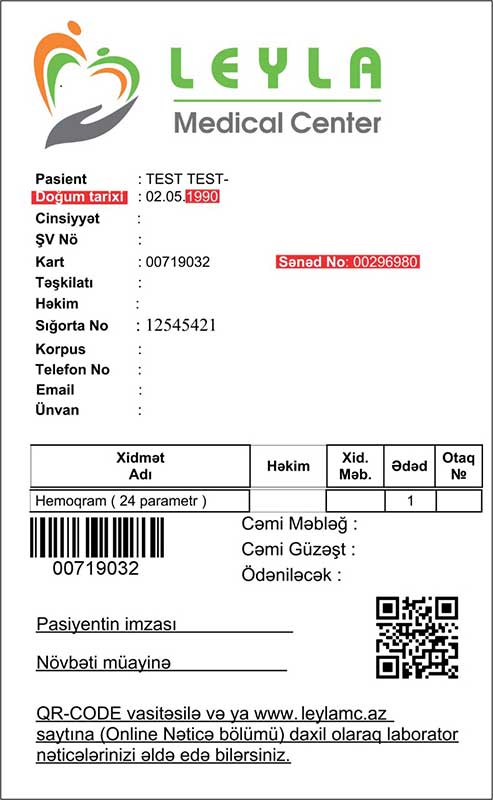 LEYLA
Medical Center
Pasient : TEST TEST-
Doğum tarixi : 02.05.1990
Cinsiyyət :
ŞV Nö :
Kart : 00719032 Sənəd No: 00296980
Təşkilatı :
Həkim :
Sığorta No : 12545421
Korpus :
Telefon No :
Email :
Ünvan :
Xidmət Adı Həkim Xid. Məb. Ədəd Otaq №
Hemoqram ( 24 parametr ) 1
00719032
Cəmi Məbləğ :
Cəmi Güzəşt :
Ödəniləcək :
Pasiyentin imzası
Növbəti müayinə
QR-CODE vasitəsilə və ya www.leylamc.az
saytına (Online Nəticə bölümü) daxil olaraq laborator
nəticələrinizi əldə edə bilərsiniz.